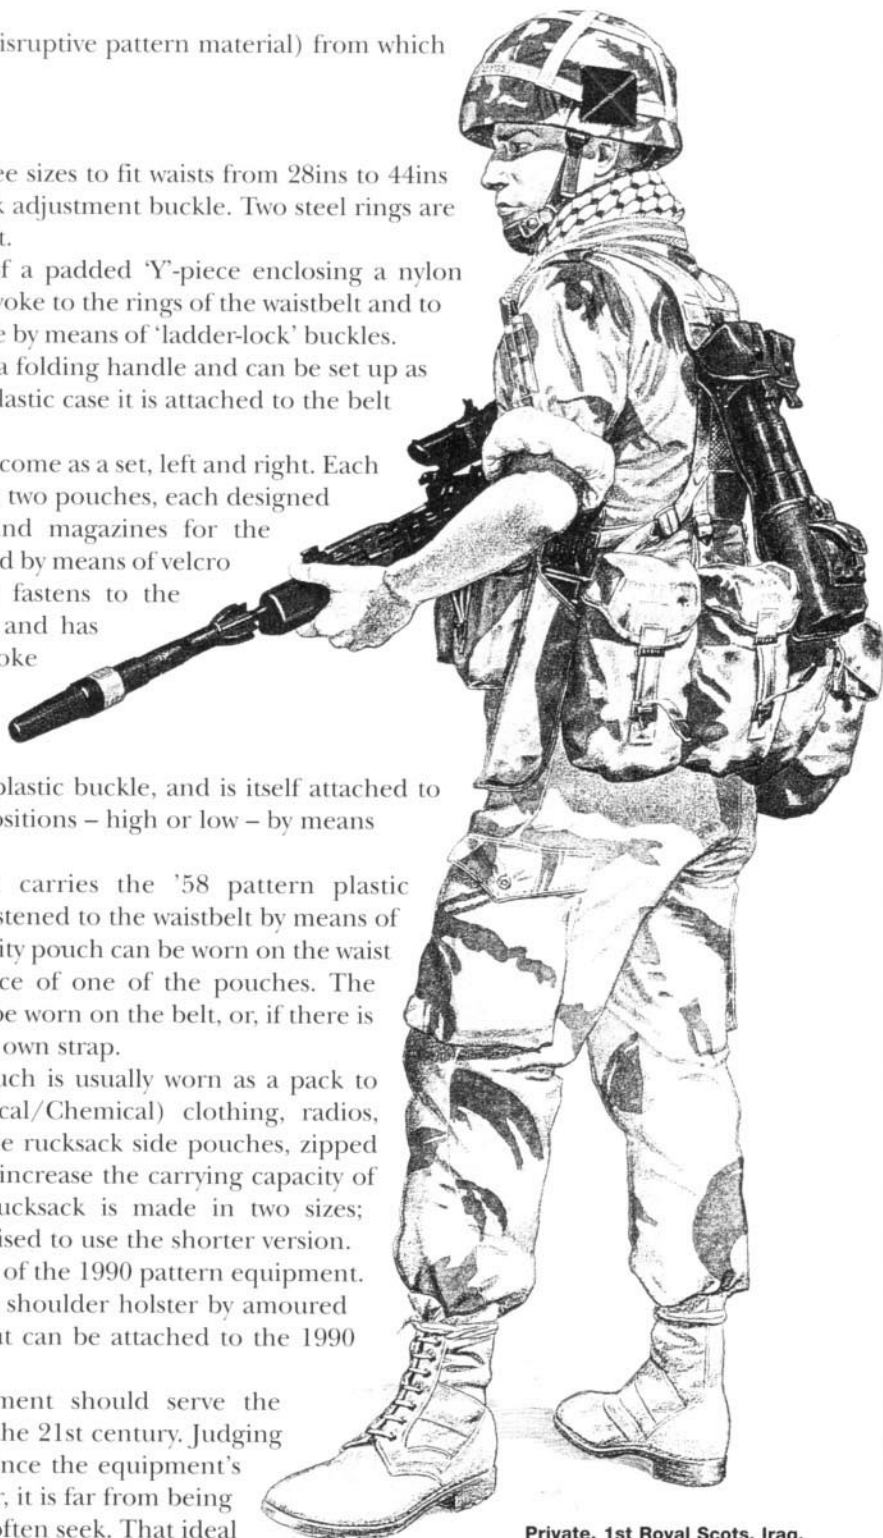 isruptive pattern material) from which
ee sizes to fit waists from 28ins to 44ins
k adjustment buckle. Two steel rings are
t.
f a padded ‘Y’-piece enclosing a nylon
yoke to the rings of the waistbelt and to
e by means of ‘ladder-lock’ buckles.
a folding handle and can be set up as
lastic case it is attached to the belt
come as a set, left and right. Each
two pouches, each designed
nd magazines for the
d by means of velcro
fastens to the
and has
oke
plastic buckle, and is itself attached to
ositions – high or low – by means
carries the ’58 pattern plastic
stened to the waistbelt by means of
ity pouch can be worn on the waist
ce of one of the pouches. The
be worn on the belt, or, if there is
own strap.
uch is usually worn as a pack to
cal/Chemical) clothing, radios,
e rucksack side pouches, zipped
increase the carrying capacity of
ucksack is made in two sizes;
ised to use the shorter version.
of the 1990 pattern equipment.
shoulder holster by amoured
ut can be attached to the 1990
ment should serve the
he 21st century. Judging
nce the equipment’s
r, it is far from being
often seek. That ideal
Private, 1st Royal Scots, Iraq,